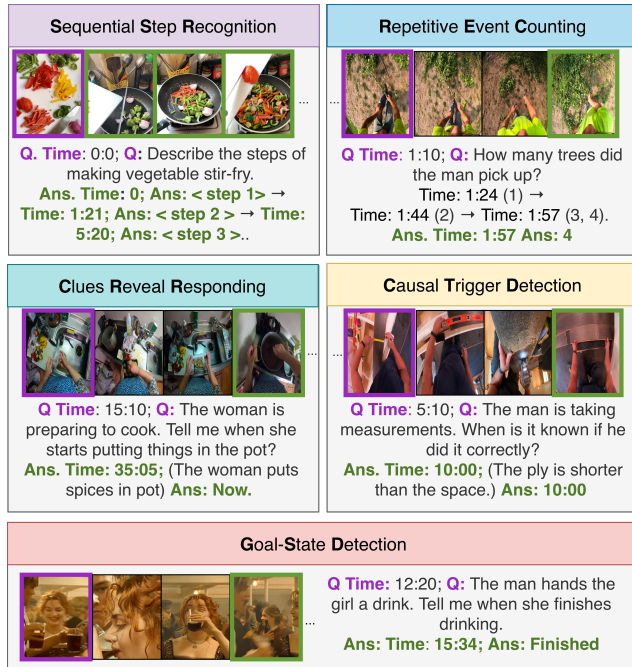 Sequential Step Recognition
...
Q. Time: 0:0; Q: Describe the steps of
making vegetable stir-fry.
Ans. Time: 0; Ans: < step 1> →
Time: 1:21; Ans: < step 2 > → Time:
5:20; Ans: < step 3 >..
Repetitive Event Counting
...
Q Time: 1:10; Q: How many trees did
the man pick up?
Time: 1:24 (1) →
Time: 1:44 (2) → Time: 1:57 (3, 4).
Ans. Time: 1:57 Ans: 4
Clues Reveal Responding
...
Q Time: 15:10; Q: The woman is
preparing to cook. Tell me when she
starts putting things in the pot?
Ans. Time: 35:05; (The woman puts
spices in pot) Ans: Now.
Causal Trigger Detection
...
Q Time: 5:10; Q: The man is taking
measurements. When is it known if he
did it correctly?
Ans. Time: 10:00; (The ply is shorter
than the space.) Ans: 10:00
Goal-State Detection
...
Q Time: 12:20; Q: The man hands the
girl a drink. Tell me when she finishes
drinking.
Ans: Time: 15:34; Ans: Finished